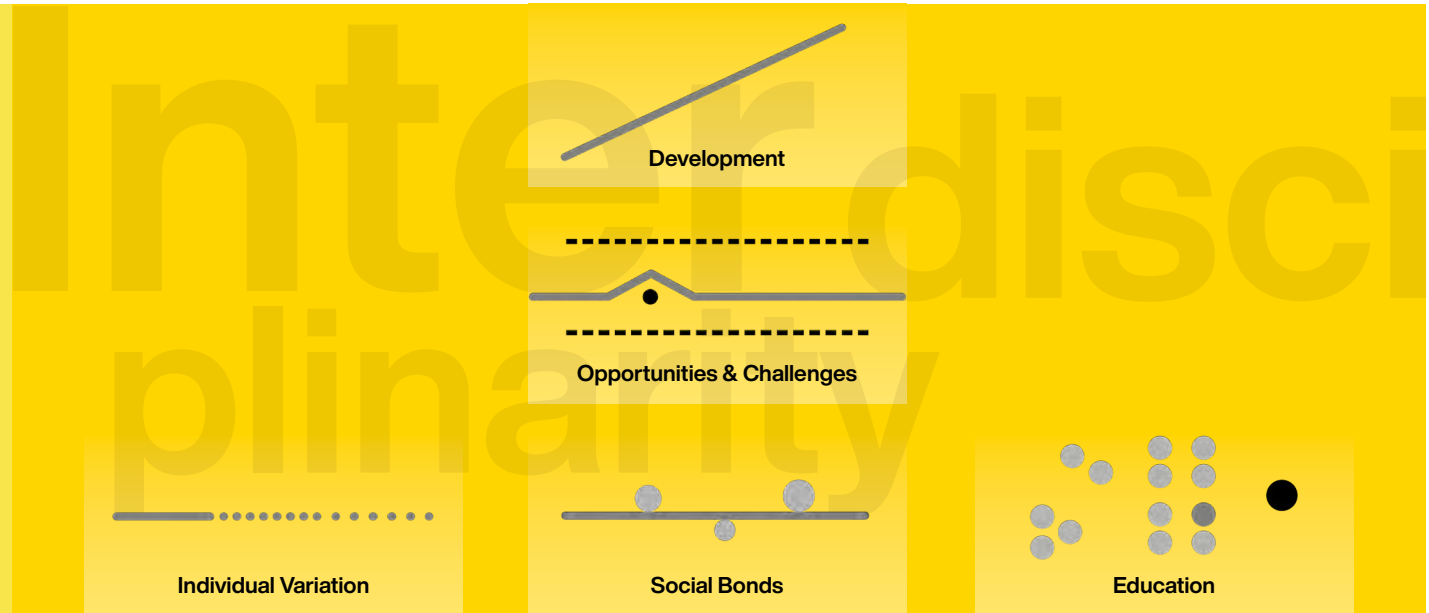 Inter disci
plinarity
Development
Opportunities & Challenges
Individual Variation
Social Bonds
Education